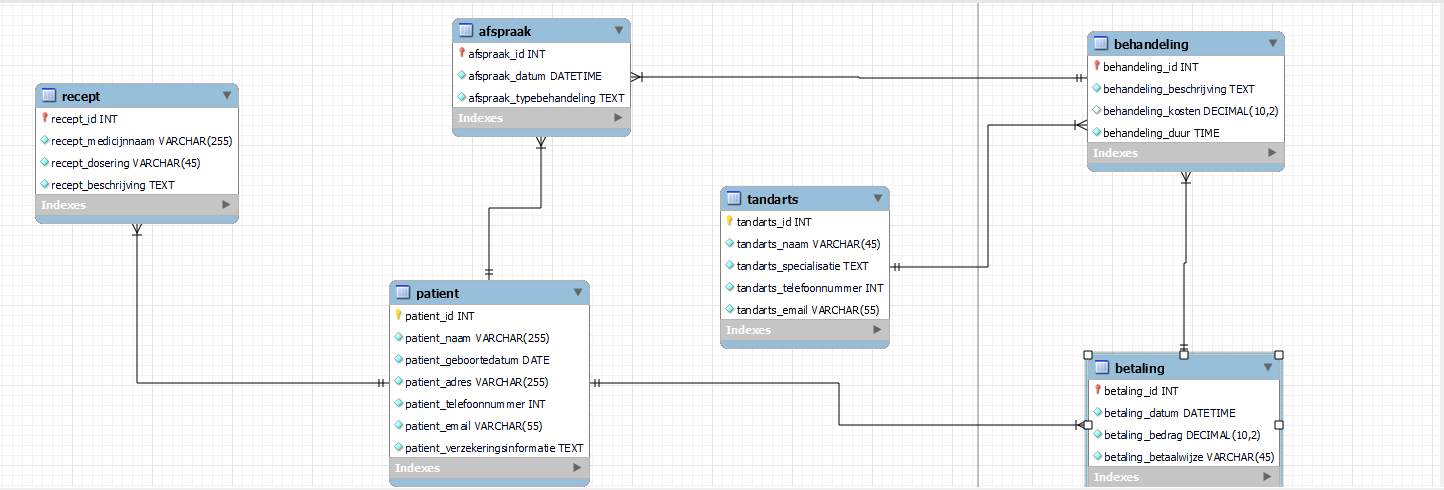 afspraak
afspraak_id INT
afspraak_datum DATETIME
afspraak_typebehandeling TEXT
Indexes
behandeling
behandeling_id INT
behandeling_beschrijving TEXT
behandeling_kosten DECIMAL(10,2)
behandeling_duur TIME
Indexes
recept
recept_id INT
recept_medicijnnaam VARCHAR(255)
recept_dosering VARCHAR(45)
recept_beschrijving TEXT
Indexes
tandarts
tandarts_id INT
tandarts_naam VARCHAR(45)
tandarts_specialisatie TEXT
tandarts_telefoonnummer INT
tandarts_email VARCHAR(55)
Indexes
patient
patient_id INT
patient_naam VARCHAR(255)
patient_geboortedatum DATE
patient_adres VARCHAR(255)
patient_telefoonnummer INT
patient_email VARCHAR(55)
patient_verzekeringsinformatie TEXT
Indexes
betaling
betaling_id INT
betaling_datum DATETIME
betaling_bedrag DECIMAL(10,2)
betaling_betaalwijze VARCHAR(45)
Indexes